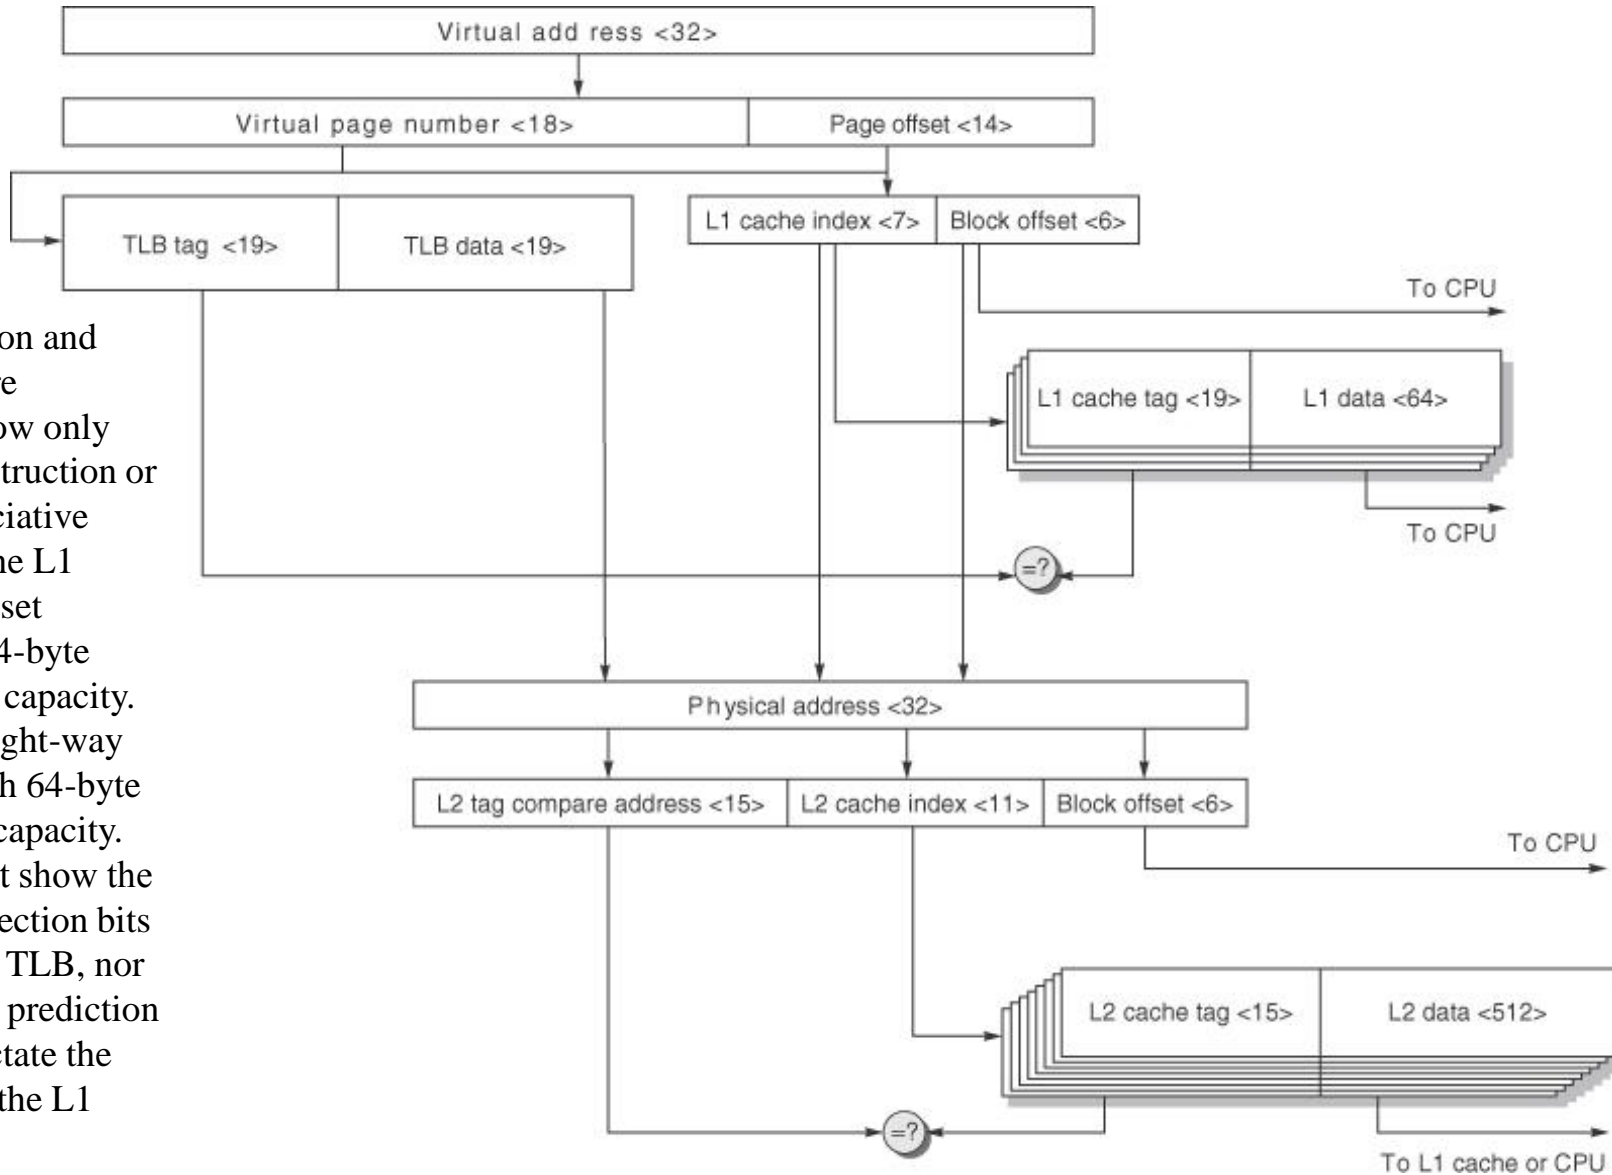 Virtual add ress <32>
Virtual page number <18>
Page offset <14>
TLB tag <19>
TLB data <19>
L1 cache index <7>
Block offset <6>
To CPU
L1 cache tag <19>
L1 data <64>
To CPU
=?
on and
re
ow only
struction or
ciative
he L1
set
4-byte
capacity.
ght-way
h 64-byte
capacity.
t show the
ection bits
TLB, nor
prediction
ctate the
the L1
Physical address <32>
L2 tag compare address <15>
L2 cache index <11>
Block offset <6>
To CPU
L2 cache tag <15>
L2 data <512>
=?
To L1 cache or CPU